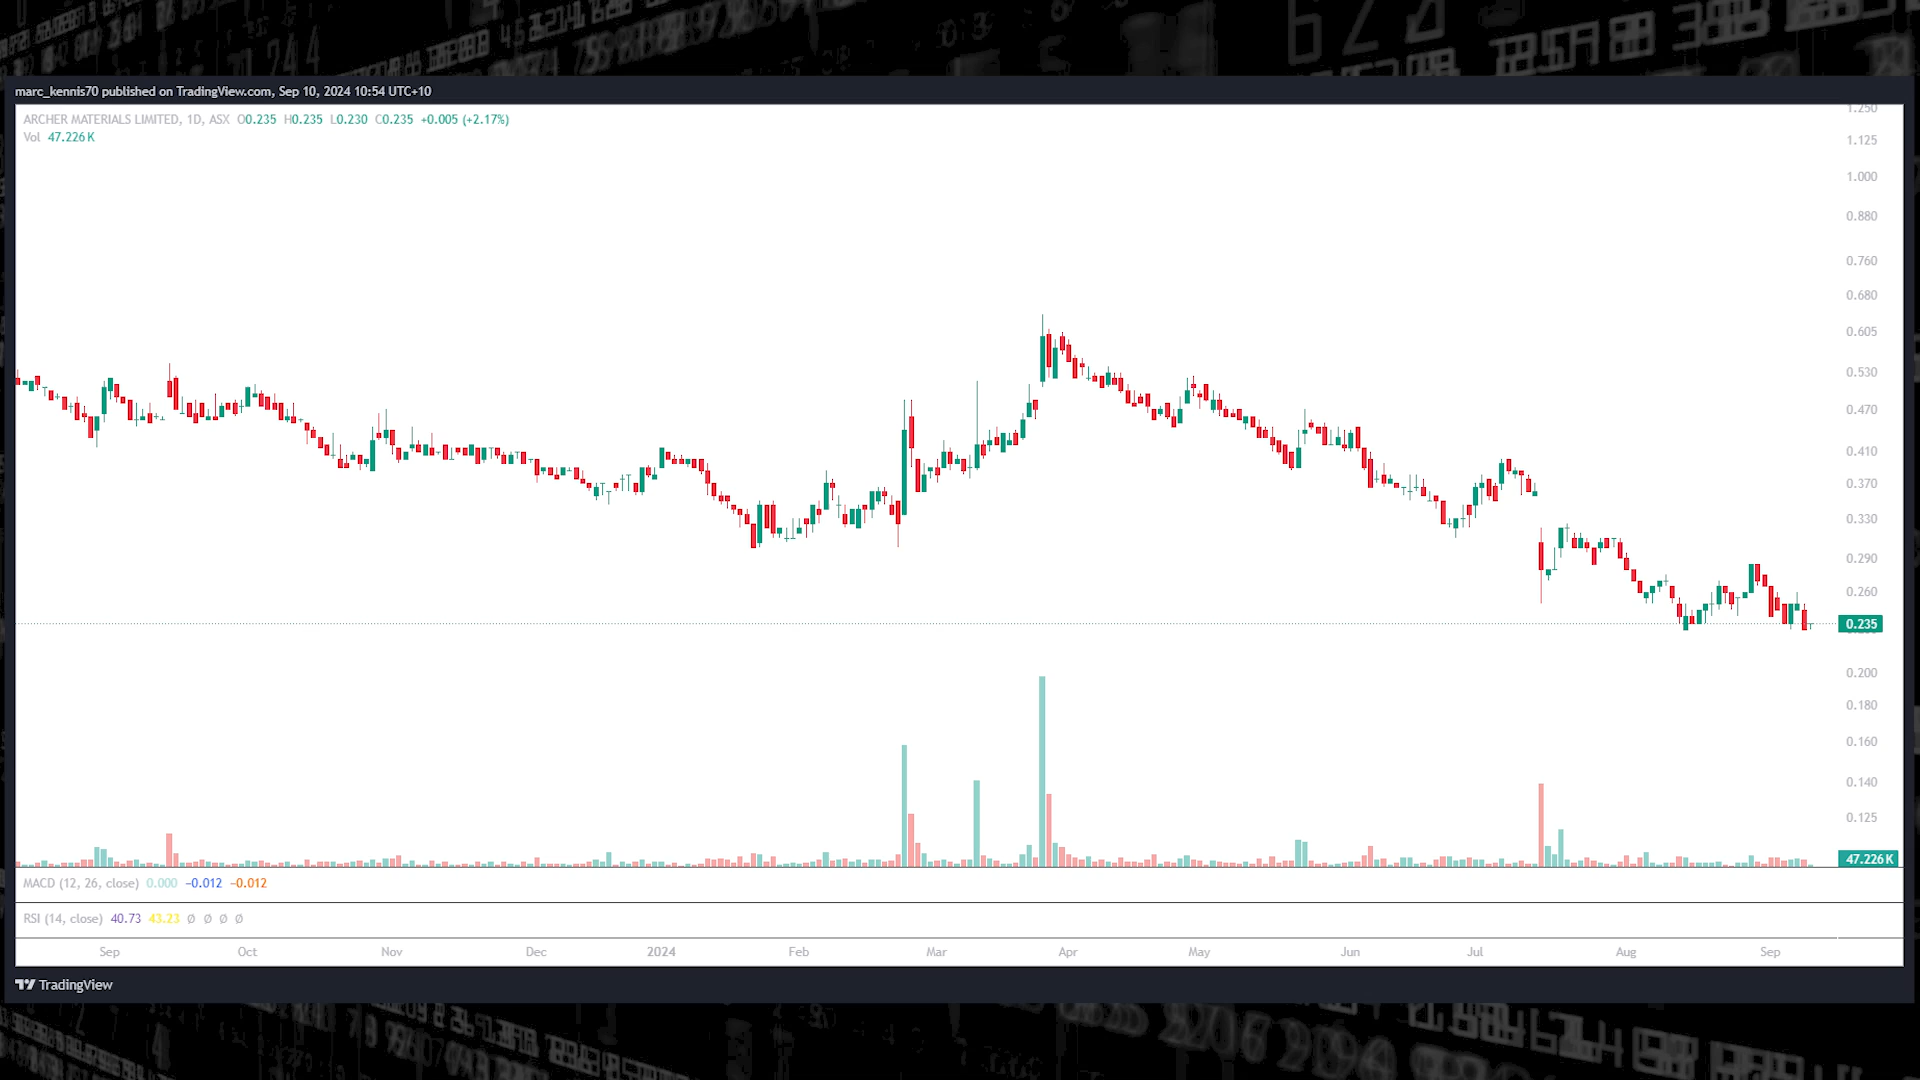 marc_kennis70 published on TradingView.com, Sep 10, 2024 10:54 UTC+10
ARCHER MATERIALS LIMITED, 1D, ASX O0.235 H0.235 L0.230 C0.235 +0.005 (+2.17%)
Vol 47.226K
1.250
1.125
1.000
0.880
0.760
0.680
0.605
0.530
0.470
0.410
0.370
0.330
0.290
0.260
0.235
0.200
0.180
0.160
0.140
0.125
47.226K
MACD (12, 26, close) 0.000 −0.012 −0.012
RSI (14, close) 40.73 43.23 Ø Ø Ø Ø
Sep Oct Nov Dec 2024 Feb Mar Apr May Jun Jul Aug Sep
TradingView